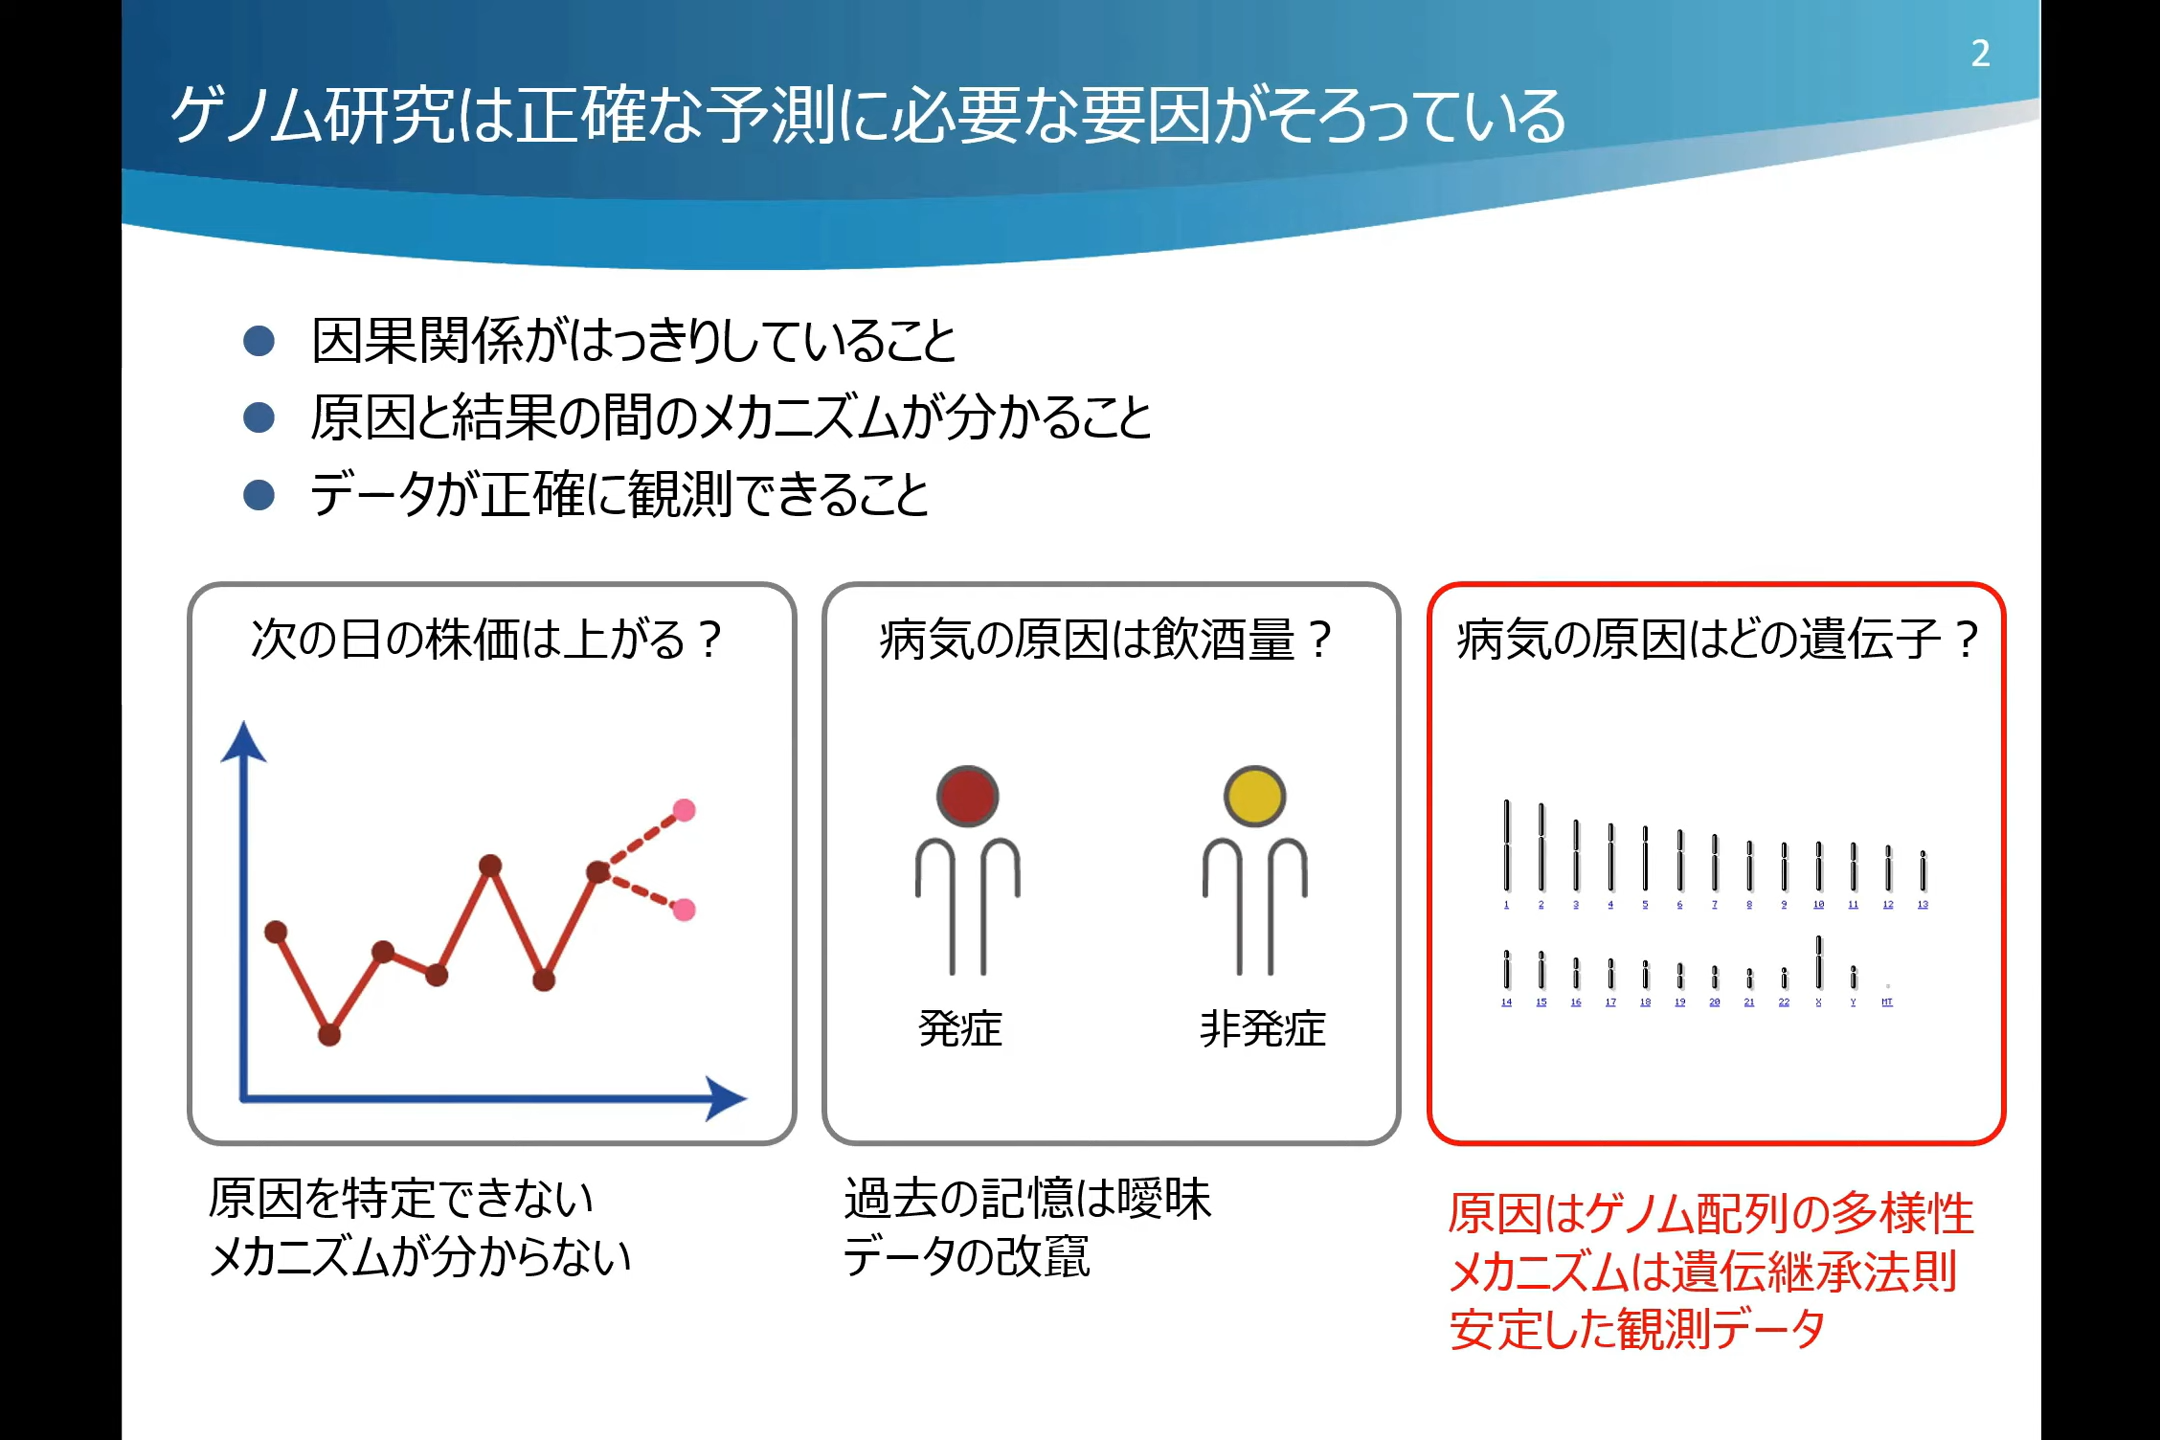 2
ゲノム研究は正確な予測に必要な要因がそろっている
因果関係がはっきりしていること
原因と結果の間のメカニズムが分かること
データが正確に観測できること
次の日の株価は上がる？
原因を特定できない
メカニズムが分からない
病気の原因は飲酒量？
発症 非発症
過去の記憶は曖昧
データの改竄
病気の原因はどの遺伝子？
1 2 3 4 5 6 7 8 9 10 11 12 13
14 15 16 17 18 19 20 21 22 X Y MT
原因はゲノム配列の多様性
メカニズムは遺伝継承法則
安定した観測データ